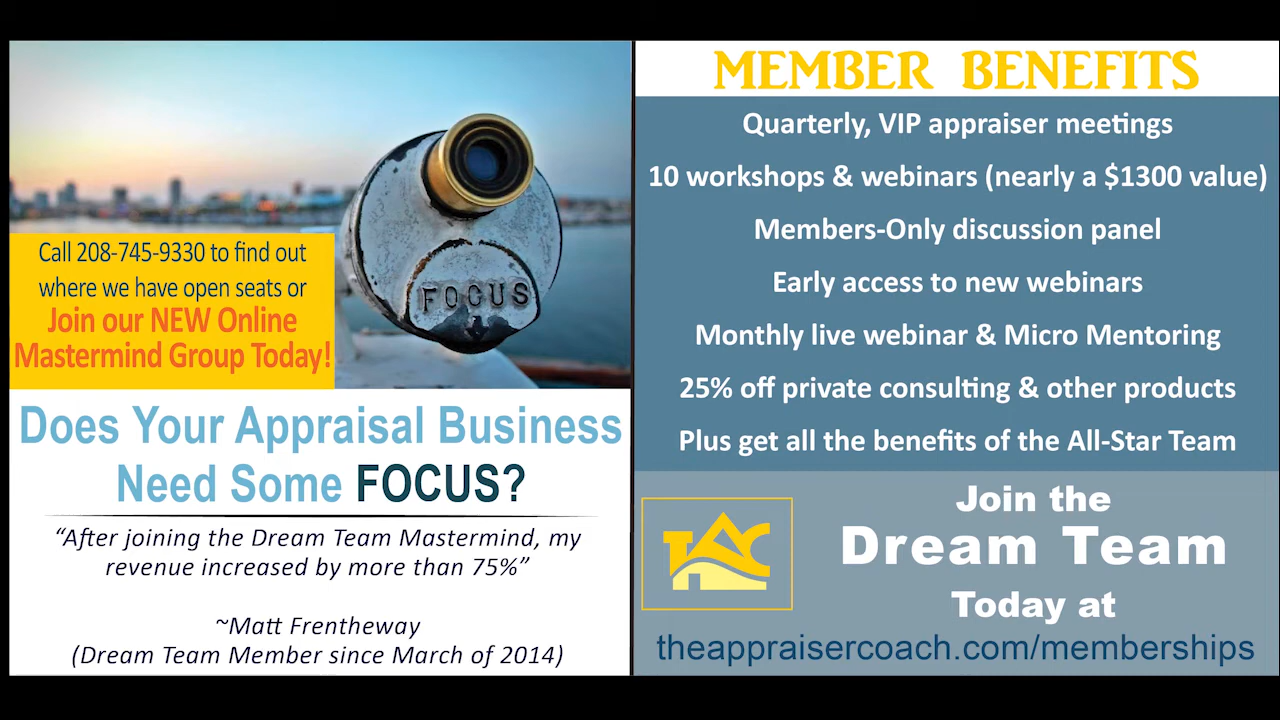 FOCUS
Call 208-745-9330 to find out
where we have open seats or
Join our NEW Online
Mastermind Group Today!
Does Your Appraisal Business
Need Some FOCUS?
“After joining the Dream Team Mastermind, my
revenue increased by more than 75%”
~Matt Frentheway
(Dream Team Member since March of 2014)
MEMBER BENEFITS
Quarterly, VIP appraiser meetings
10 workshops & webinars (nearly a $1300 value)
Members-Only discussion panel
Early access to new webinars
Monthly live webinar & Micro Mentoring
25% off private consulting & other products
Plus get all the benefits of the All-Star Team
TAC
Join the
Dream Team
Today at
theappraisercoach.com/memberships